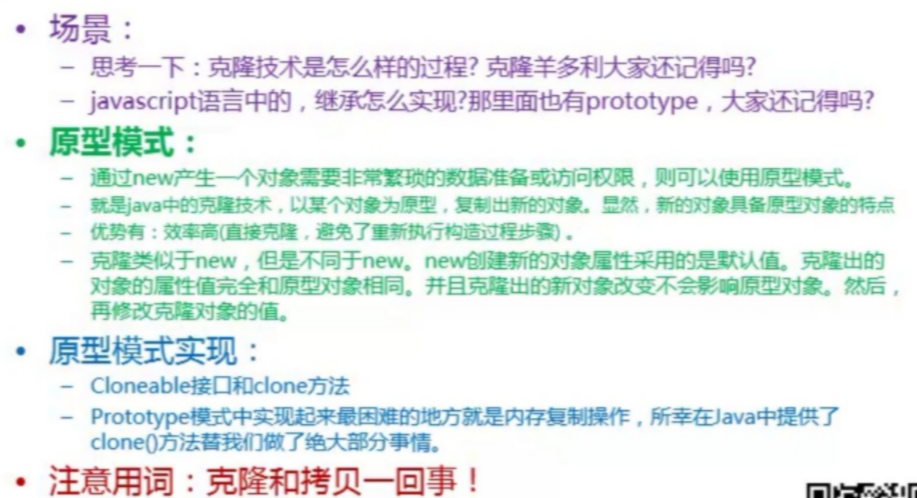 • 场景：
– 思考一下：克隆技术是怎么样的过程? 克隆羊多利大家还记得吗?
– javascript语言中的，继承怎么实现?那里面也有prototype，大家还记得吗?
• 原型模式：
– 通过new产生一个对象需要非常繁琐的数据准备或访问权限，则可以使用原型模式。
– 就是java中的克隆技术，以某个对象为原型，复制出新的对象。显然，新的对象具备原型对象的特点
– 优势有：效率高(直接克隆，避免了重新执行构造过程步骤) 。
– 克隆类似于new，但是不同于new。new创建新的对象属性采用的是默认值。克隆出的
对象的属性值完全和原型对象相同。并且克隆出的新对象改变不会影响原型对象。然后，
再修改克隆对象的值。
• 原型模式实现：
– Cloneable接口和clone方法
– Prototype模式中实现起来最困难的地方就是内存复制操作，所幸在Java中提供了
clone()方法替我们做了绝大部分事情。
• 注意用词：克隆和拷贝一回事！